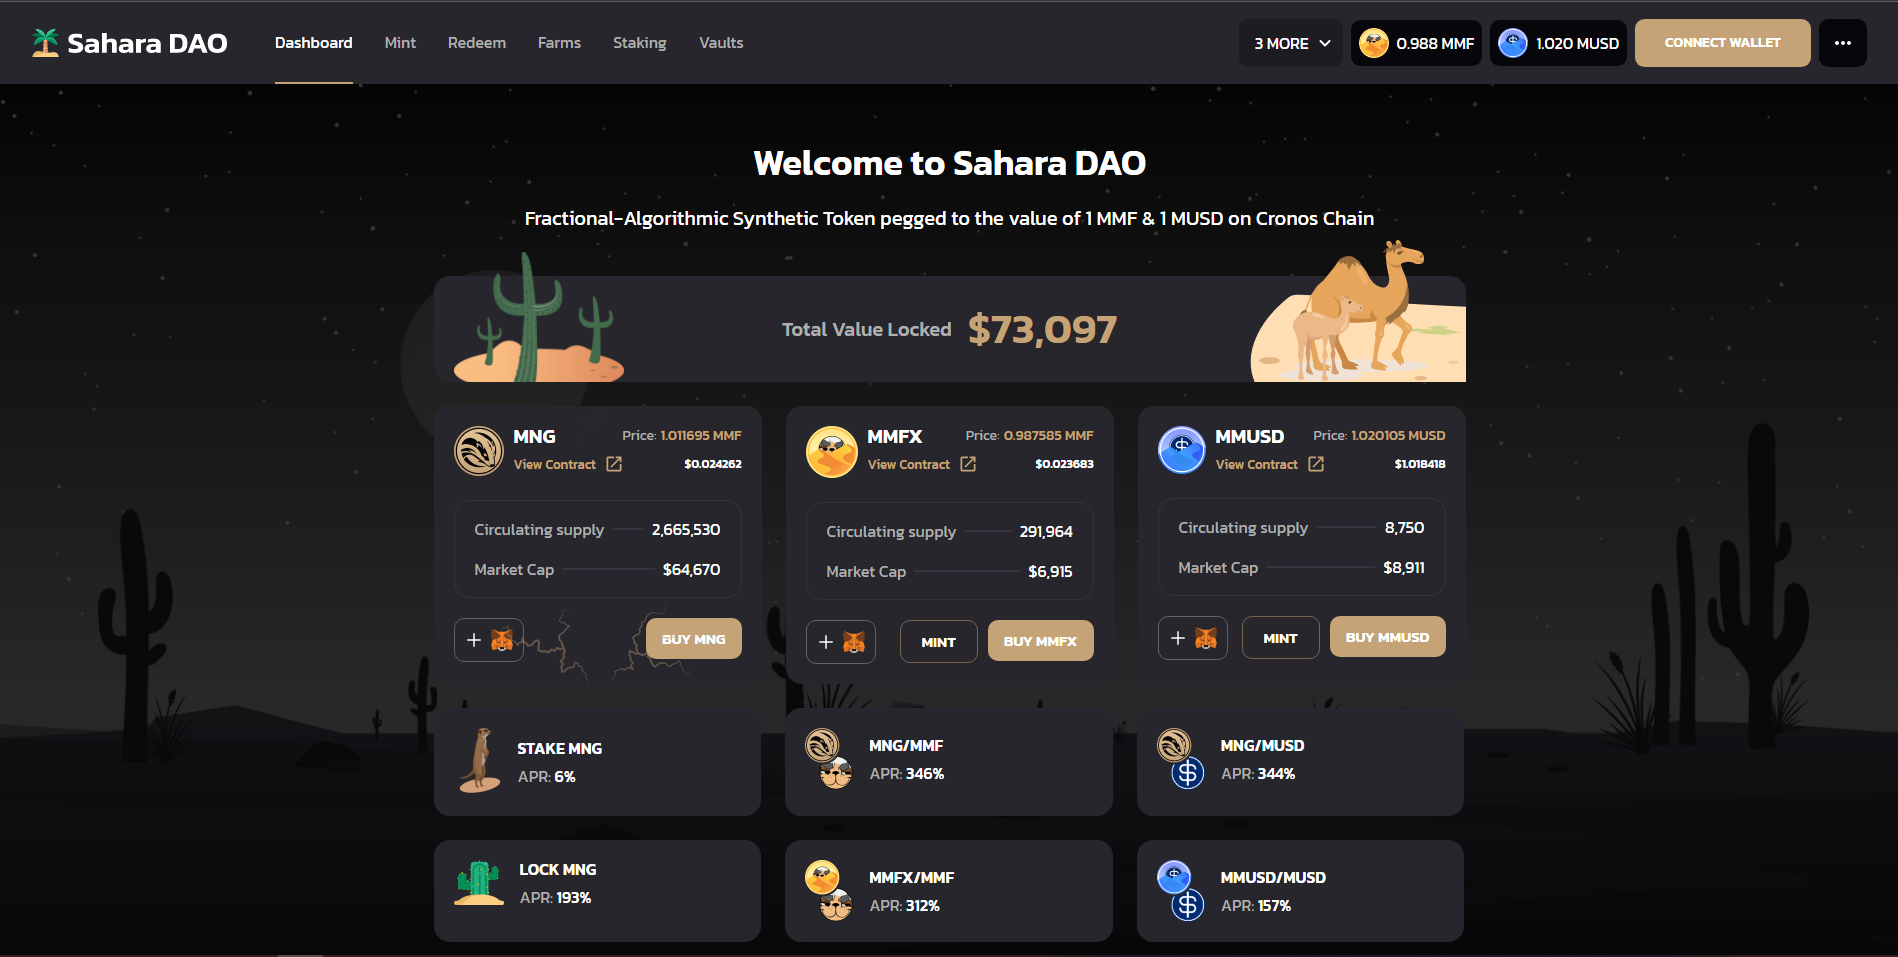 Sahara DAO
Dashboard Mint Redeem Farms Staking Vaults
3 MORE
0.988 MMF
1.020 MUSD
CONNECT WALLET
Welcome to Sahara DAO
Fractional-Algorithmic Synthetic Token pegged to the value of 1 MMF & 1 MUSD on Cronos Chain
Total Value Locked $73,097
MNG Price: 1.011695 MMF
View Contract $0.024262
Circulating supply 2,665,530
Market Cap $64,670
+ BUY MNG
MMFX Price: 0.987585 MMF
View Contract $0.023683
Circulating supply 291,964
Market Cap $6,915
+ MINT BUY MMFX
MMUSD Price: 1.020105 MUSD
View Contract $1.018418
Circulating supply 8,750
Market Cap $8,911
+ MINT BUY MMUSD
STAKE MNG
APR: 6%
MNG/MMF
APR: 346%
MNG/MUSD
APR: 344%
LOCK MNG
APR: 193%
MMFX/MMF
APR: 312%
MMUSD/MUSD
APR: 157%